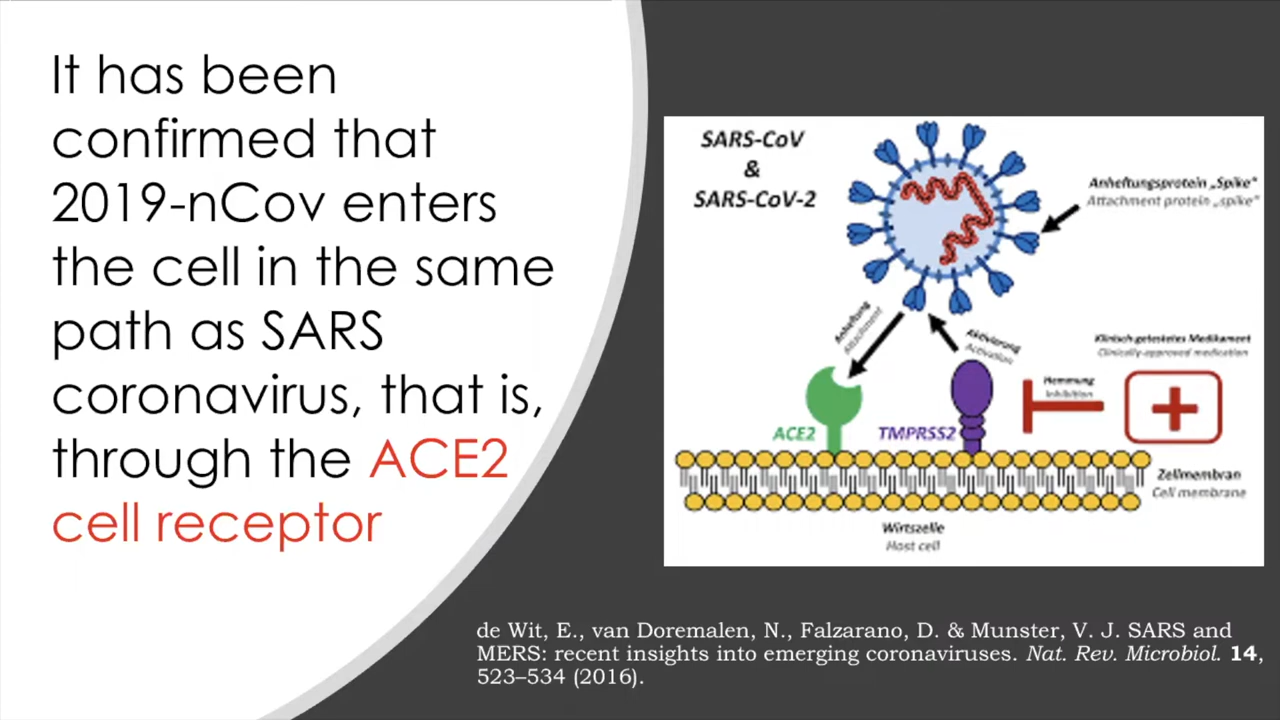 It has been
confirmed that
2019-nCov enters
the cell in the same
path as SARS
coronavirus, that is,
through the ACE2
cell receptor
SARS-CoV
&
SARS-CoV-2
Anheftungsprotein „Spike"
Attachment protein „spike"
Anheftung
Attachment
Aktivierung
Activation
Klinisch getestetes Medikament
Clinically-approved medication
Hemmung
Inhibition
ACE2
TMPRSS2
Zellmembran
Cell membrane
Wirtszelle
Host cell
de Wit, E., van Doremalen, N., Falzarano, D. & Munster, V. J. SARS and
MERS: recent insights into emerging coronaviruses. Nat. Rev. Microbiol. 14,
523–534 (2016).